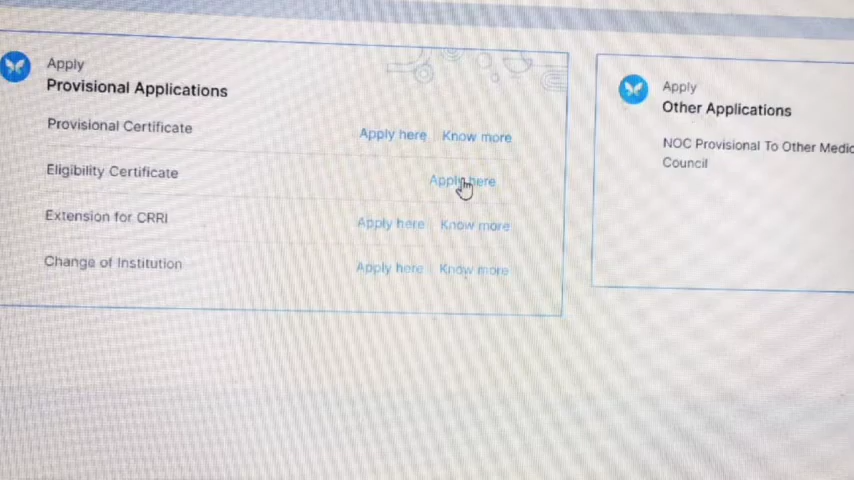 Apply
Provisional Applications
Provisional Certificate Apply here Know more
Eligibility Certificate Apply here
Extension for CRRI Apply here Know more
Change of Institution Apply here Know more
Apply
Other Applications
NOC Provisional To Other
Council